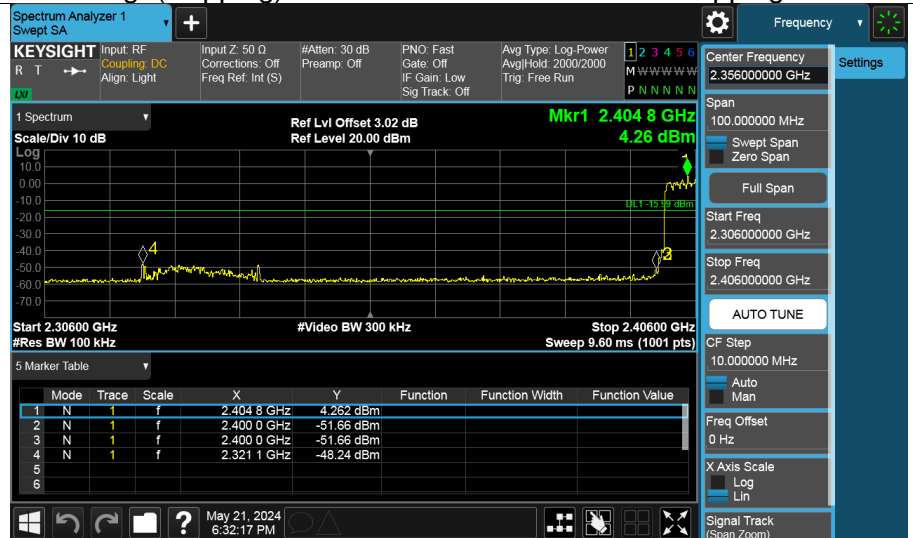 Spectrum Analyzer 1
Swept SA
Frequency
Settings
KEYSIGHT
R T
LXI
Input: RF
Coupling: DC
Align: Light
Input Z: 50 Ω
Corrections: Off
Freq Ref: Int (S)
#Atten: 30 dB
Preamp: Off
PNO: Fast
Gate: Off
IF Gain: Low
Sig Track: Off
Avg Type: Log-Power
Avg|Hold: 2000/2000
Trig: Free Run
1 2 3 4 5 6
M W W W W W
P N N N N N
1 Spectrum
Scale/Div 10 dB
Ref Lvl Offset 3.02 dB
Ref Level 20.00 dBm
Mkr1 2.404 8 GHz
4.26 dBm
Log
10.0
0.00
-10.0
-20.0
-30.0
-40.0
-50.0
-60.0
-70.0
1
DL1 -15.99 dBm
4
Start 2.30600 GHz
#Res BW 100 kHz
#Video BW 300 kHz
Stop 2.40600 GHz
Sweep 9.60 ms (1001 pts)
5 Marker Table
Mode Trace Scale X Y Function Function Width Function Value
1 N 1 f 2.404 8 GHz 4.262 dBm
2 N 1 f 2.400 0 GHz -51.66 dBm
3 N 1 f 2.400 0 GHz -51.66 dBm
4 N 1 f 2.321 1 GHz -48.24 dBm
5
6
Center Frequency
2.356000000 GHz
Span
100.000000 MHz
Swept Span
Zero Span
Full Span
Start Freq
2.306000000 GHz
Stop Freq
2.406000000 GHz
AUTO TUNE
CF Step
10.000000 MHz
Auto
Man
Freq Offset
0 Hz
X Axis Scale
Log
Lin
Signal Track
(Span Zoom)
?
May 21, 2024
6:32:17 PM